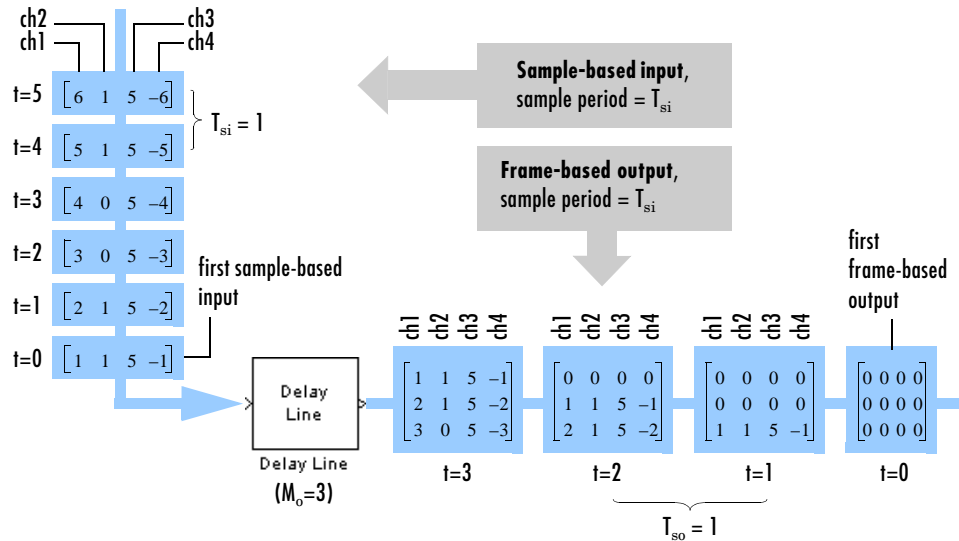 ch2
ch1
ch3
ch4
t=5 [6 1 5 –6]
t=4 [5 1 5 –5]
T_si = 1
t=3 [4 0 5 –4]
t=2 [3 0 5 –3]
t=1 [2 1 5 –2]
t=0 [1 1 5 –1]
first sample-based
input
Sample-based input,
sample period = T_si
Frame-based output,
sample period = T_si
first
frame-based
output
Delay
Line
Delay Line
(M_o=3)
ch1 ch2 ch3 ch4
1 1 5 –1
2 1 5 –2
3 0 5 –3
t=3
ch1 ch2 ch3 ch4
0 0 0 0
1 1 5 –1
2 1 5 –2
t=2
ch1 ch2 ch3 ch4
0 0 0 0
0 0 0 0
1 1 5 –1
t=1
0 0 0 0
0 0 0 0
0 0 0 0
t=0
T_so = 1